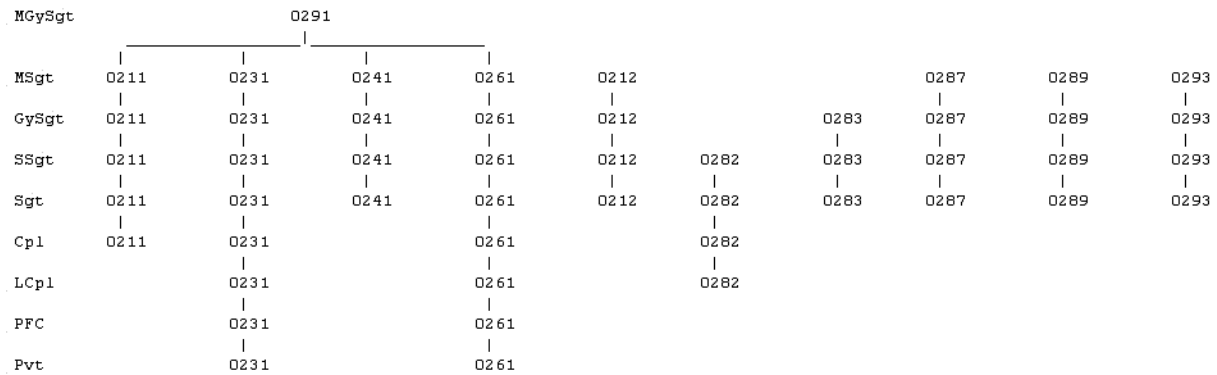 MGySgt 0291
MSgt 0211 0231 0241 0261 0212 0287 0289 0293
GySgt 0211 0231 0241 0261 0212 0283 0287 0289 0293
SSgt 0211 0231 0241 0261 0212 0282 0283 0287 0289 0293
Sgt 0211 0231 0241 0261 0212 0282 0283 0287 0289 0293
Cpl 0211 0231 0261 0282
LCpl 0231 0261 0282
PFC 0231 0261
Pvt 0231 0261